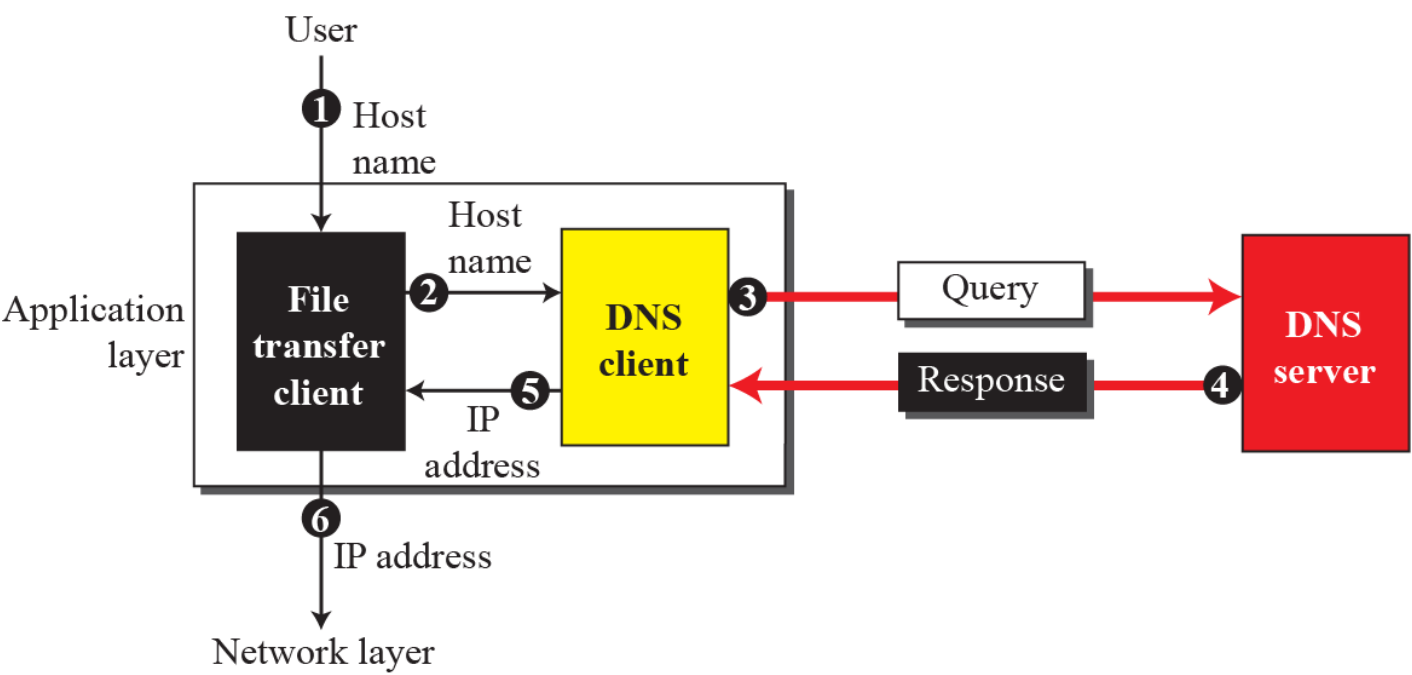 User
1
Host
name
Host
name
2
3
Query
Application
layer
File
transfer
client
DNS
client
DNS
server
Response
4
5
IP
address
6
IP address
Network layer